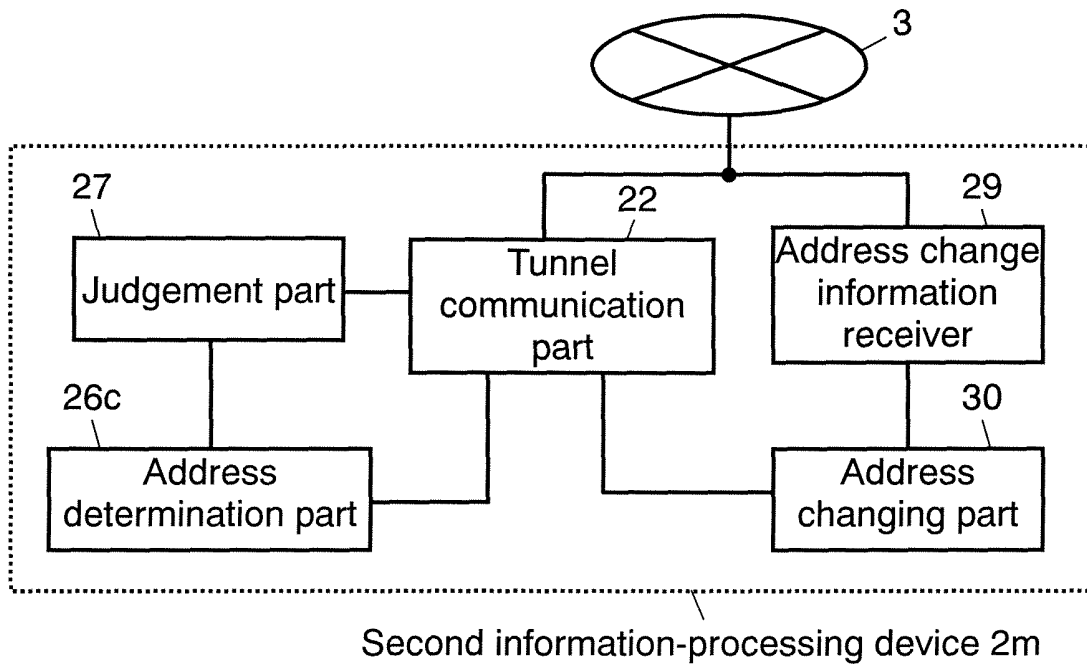 3
27
22
29
Judgement part
Tunnel
communication
part
Address change
information
receiver
26c
30
Address
determination part
Address
changing part
Second information-processing device 2m